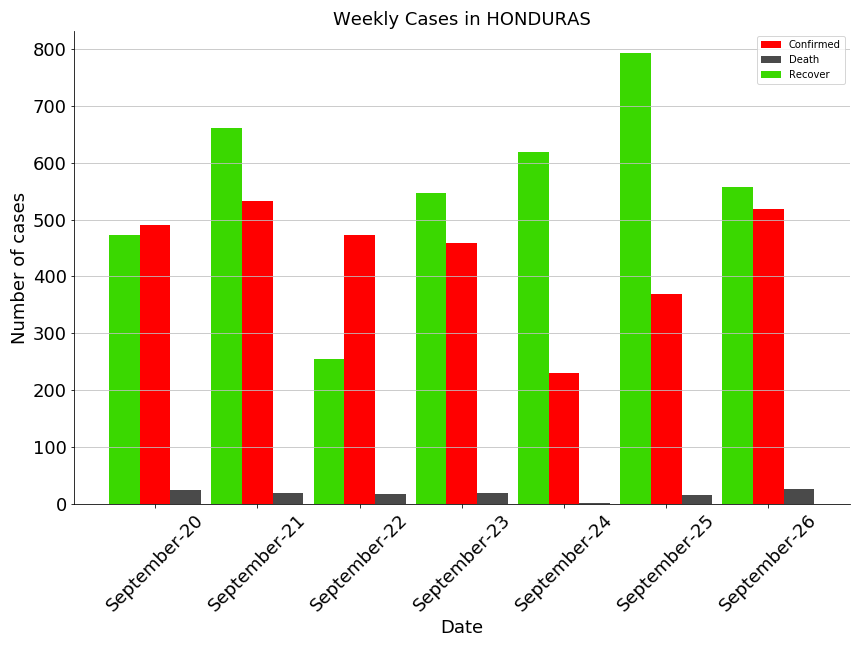 Weekly Cases in HONDURAS
Confirmed
Death
Recover
Number of cases
800
700
600
500
400
300
200
100
0
September-20
September-21
September-22
September-23
September-24
September-25
September-26
Date